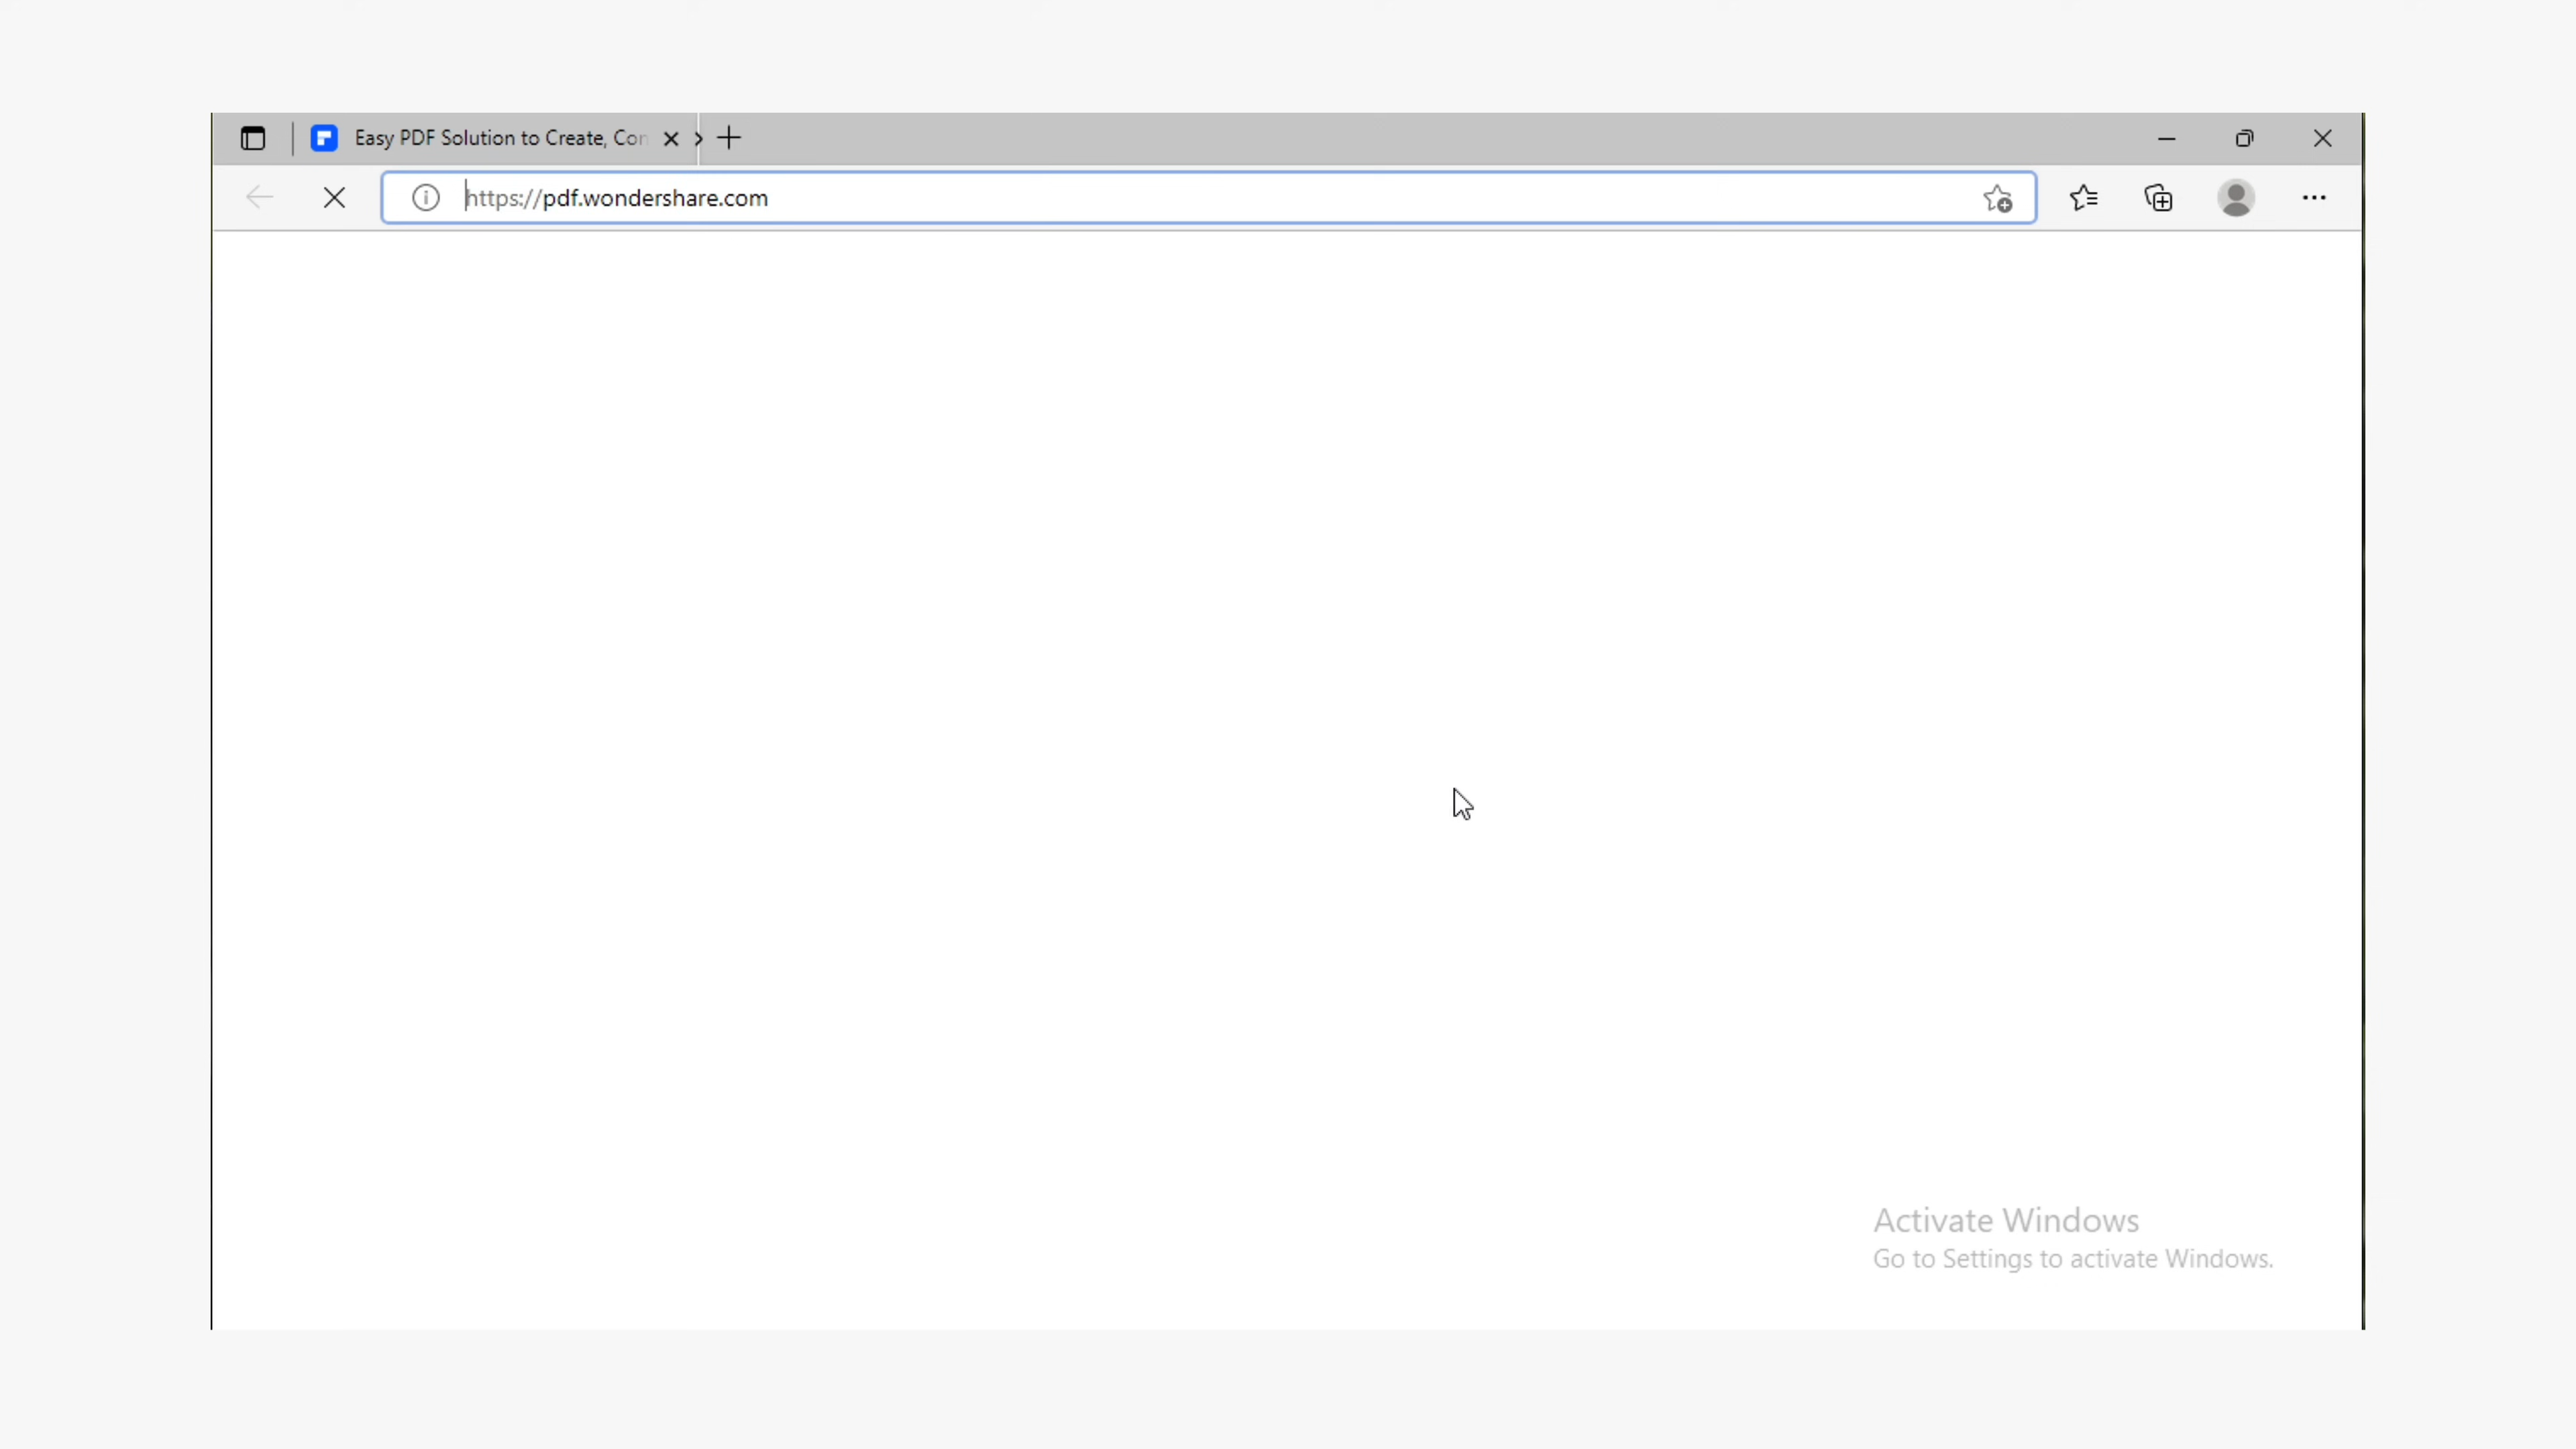 Easy PDF Solution to Create, Con
https://pdf.wondershare.com
Activate Windows
Go to Settings to activate Windows.